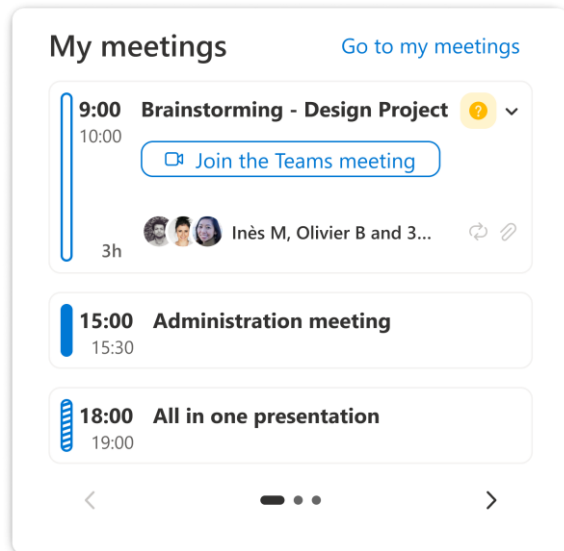 My meetings
Go to my meetings
9:00 Brainstorming - Design Project ?
10:00
Join the Teams meeting
3h
Inès M, Olivier B and 3...
15:00 Administration meeting
15:30
18:00 All in one presentation
19:00